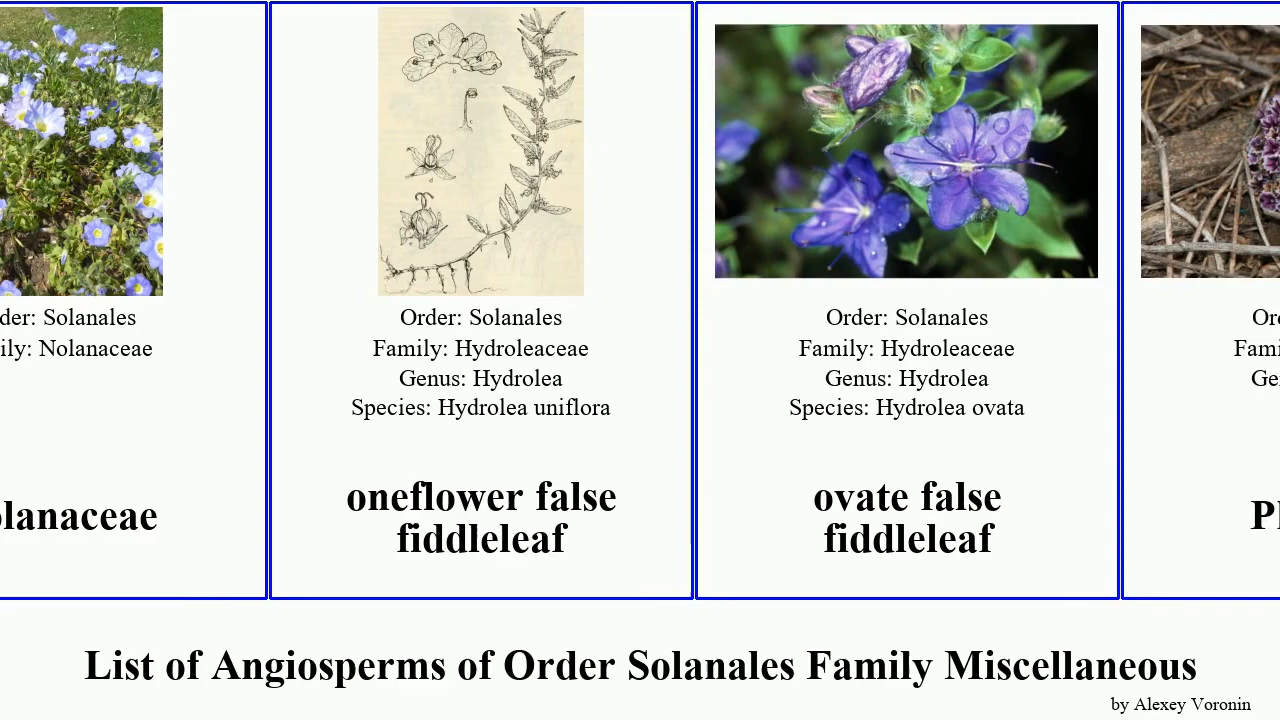 der: Solanales
ily: Nolanaceae
olanaceae
Order: Solanales
Family: Hydroleaceae
Genus: Hydrolea
Species: Hydrolea uniflora
oneflower false
fiddleleaf
Order: Solanales
Family: Hydroleaceae
Genus: Hydrolea
Species: Hydrolea ovata
ovate false
fiddleleaf
Ord
Fami
Ge
List of Angiosperms of Order Solanales Family Miscellaneous
by Alexey Voronin